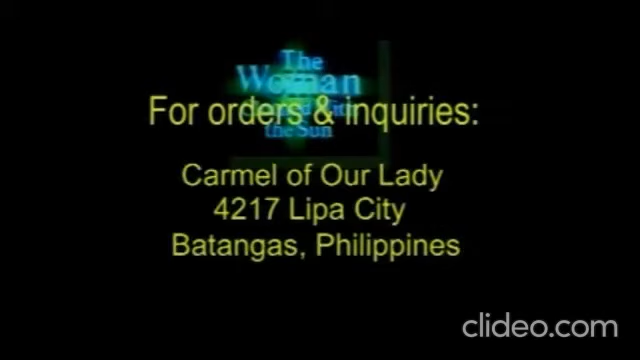 The
Woman
For orders & inquiries:
the Sun
Carmel of Our Lady
4217 Lipa City
Batangas, Philippines
clideo.com